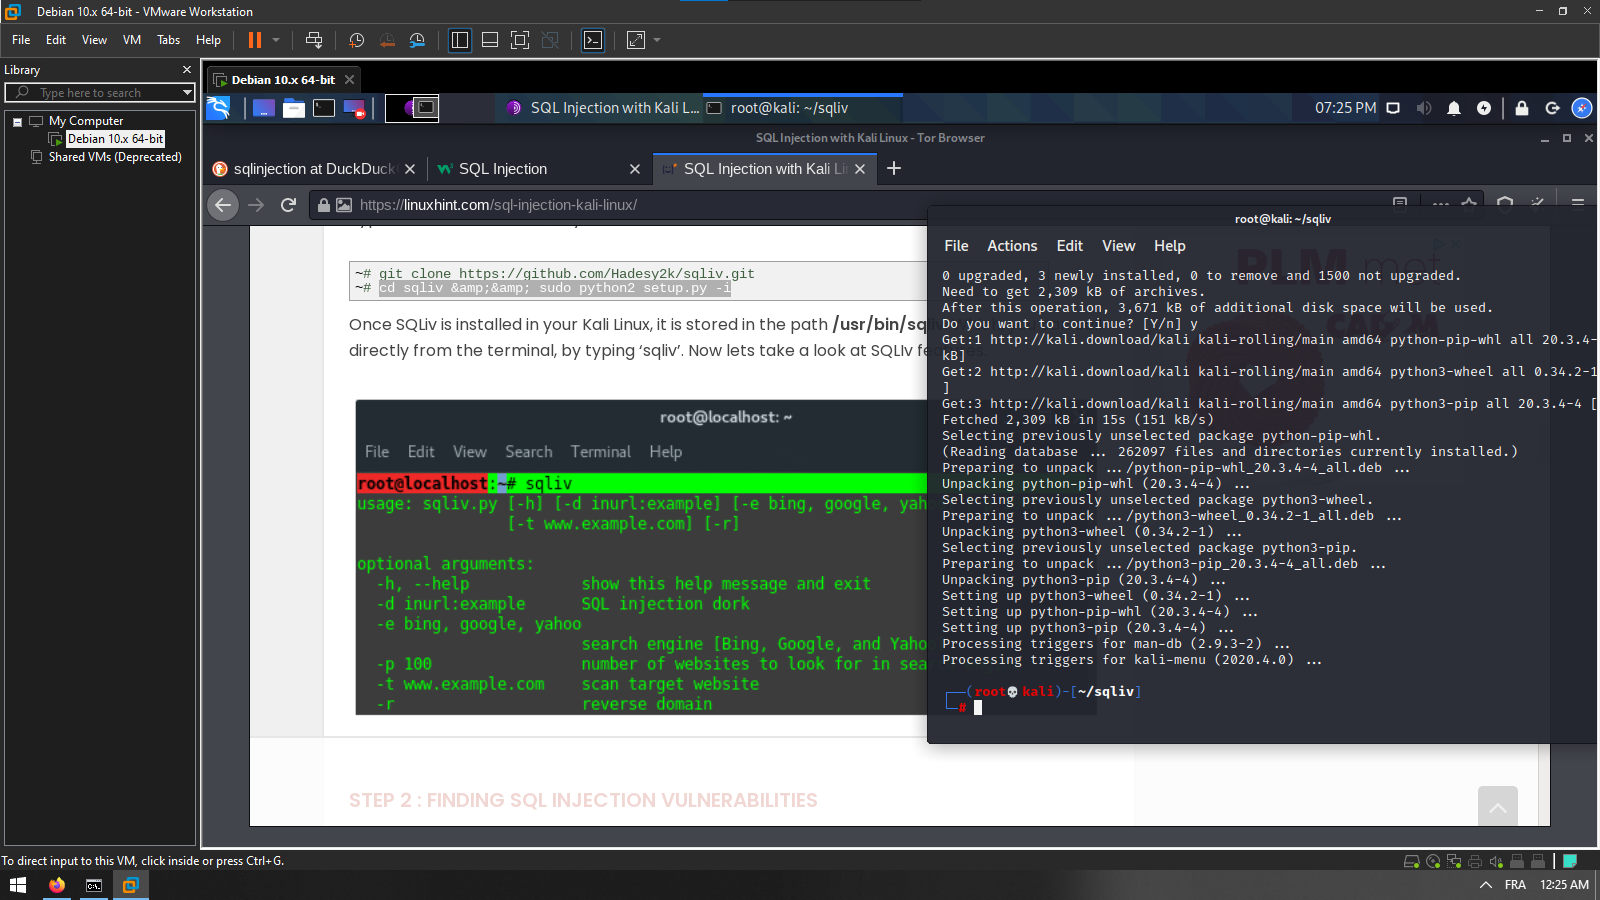 Debian 10.x 64-bit - VMware Workstation
File Edit View VM Tabs Help
Library
Type here to search
My Computer
Debian 10.x 64-bit
Shared VMs (Deprecated)
Debian 10.x 64-bit
SQL Injection with Kali L... root@kali: ~/sqliv 07:25 PM
SQL Injection with Kali Linux - Tor Browser
sqlinjection at DuckDuck SQL Injection SQL Injection with Kali Li
https://linuxhint.com/sql-injection-kali-linux/
~# git clone https://github.com/Hadesy2k/sqliv.git
~# cd sqliv &amp;&amp; sudo python2 setup.py -i
Once SQLiv is installed in your Kali Linux, it is stored in the path /usr/bin/sqliv
directly from the terminal, by typing ‘sqliv’. Now lets take a look at SQLIv features
root@localhost: ~
File Edit View Search Terminal Help
root@localhost:~# sqliv
usage: sqliv.py [-h] [-d inurl:example] [-e bing, google, yah
[-t www.example.com] [-r]
optional arguments:
-h, --help show this help message and exit
-d inurl:example SQL injection dork
-e bing, google, yahoo
search engine [Bing, Google, and Yaho
-p 100 number of websites to look for in sear
-t www.example.com scan target website
-r reverse domain
STEP 2 : FINDING SQL INJECTION VULNERABILITIES
root@kali: ~/sqliv
File Actions Edit View Help
0 upgraded, 3 newly installed, 0 to remove and 1500 not upgraded.
Need to get 2,309 kB of archives.
After this operation, 3,671 kB of additional disk space will be used.
Do you want to continue? [Y/n] y
Get:1 http://kali.download/kali kali-rolling/main amd64 python-pip-whl all 20.3.4-
kB]
Get:2 http://kali.download/kali kali-rolling/main amd64 python3-wheel all 0.34.2-1
]
Get:3 http://kali.download/kali kali-rolling/main amd64 python3-pip all 20.3.4-4 [
Fetched 2,309 kB in 15s (151 kB/s)
Selecting previously unselected package python-pip-whl.
(Reading database ... 262097 files and directories currently installed.)
Preparing to unpack .../python-pip-whl_20.3.4-4_all.deb ...
Unpacking python-pip-whl (20.3.4-4) ...
Selecting previously unselected package python3-wheel.
Preparing to unpack .../python3-wheel_0.34.2-1_all.deb ...
Unpacking python3-wheel (0.34.2-1) ...
Selecting previously unselected package python3-pip.
Preparing to unpack .../python3-pip_20.3.4-4_all.deb ...
Unpacking python3-pip (20.3.4-4) ...
Setting up python3-wheel (0.34.2-1) ...
Setting up python-pip-whl (20.3.4-4) ...
Setting up python3-pip (20.3.4-4) ...
Processing triggers for man-db (2.9.3-2) ...
Processing triggers for kali-menu (2020.4.0) ...
(root💀kali)-[~/sqliv]
#
To direct input to this VM, click inside or press Ctrl+G.
FRA 12:25 AM